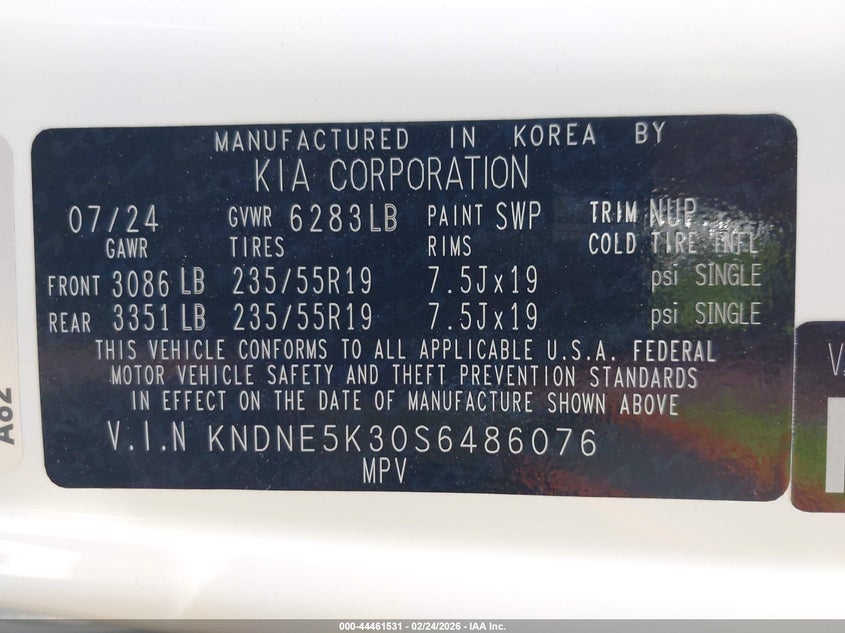 MANUFACTURED IN KOREA BY
KIA CORPORATION
07/24 GVWR 6283LB PAINT SWP TRIM NUP
GAWR TIRES RIMS COLD TIRE INFL
FRONT 3086 LB 235/55R19 7.5Jx19 psi SINGLE
REAR 3351 LB 235/55R19 7.5Jx19 psi SINGLE
THIS VEHICLE CONFORMS TO ALL APPLICABLE U.S.A. FEDERAL
MOTOR VEHICLE SAFETY AND THEFT PREVENTION STANDARDS
IN EFFECT ON THE DATE OF MANUFACTURE SHOWN ABOVE
V.I.N KNDNE5K30S6486076
MPV
A82
000-44461531 - 02/24/2026 - IAA Inc.